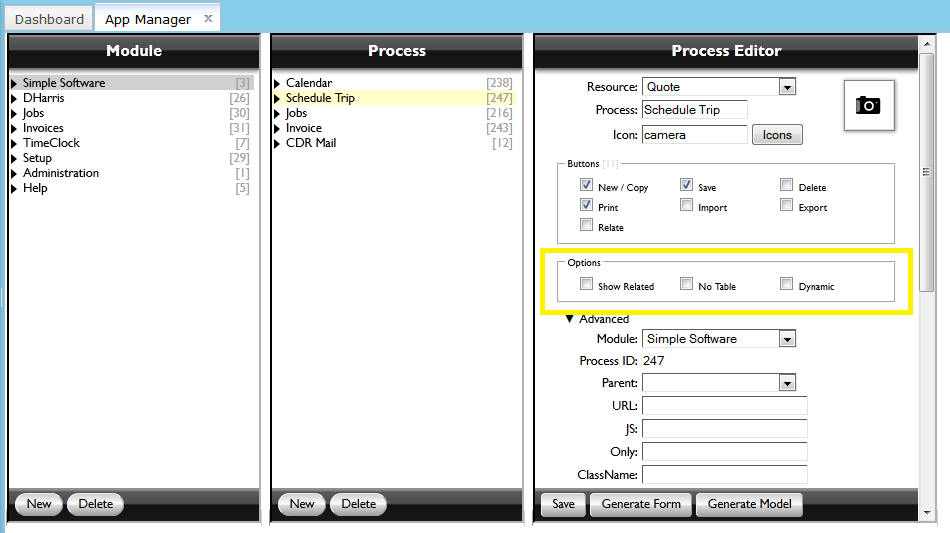 Dashboard App Manager x
Module
Simple Software [3]
DHarris [26]
Jobs [30]
Invoices [31]
TimeClock [7]
Setup [29]
Administration [1]
Help [5]
New Delete
Process
Calendar [238]
Schedule Trip [247]
Jobs [216]
Invoice [243]
CDR Mail [12]
New Delete
Process Editor
Resource: Quote
Process: Schedule Trip
Icon: camera Icons
Buttons [11]
New / Copy Save Delete
Print Import Export
Relate
Options
Show Related No Table Dynamic
Advanced
Module: Simple Software
Process ID: 247
Parent:
URL:
JS:
Only:
ClassName:
Save Generate Form Generate Model